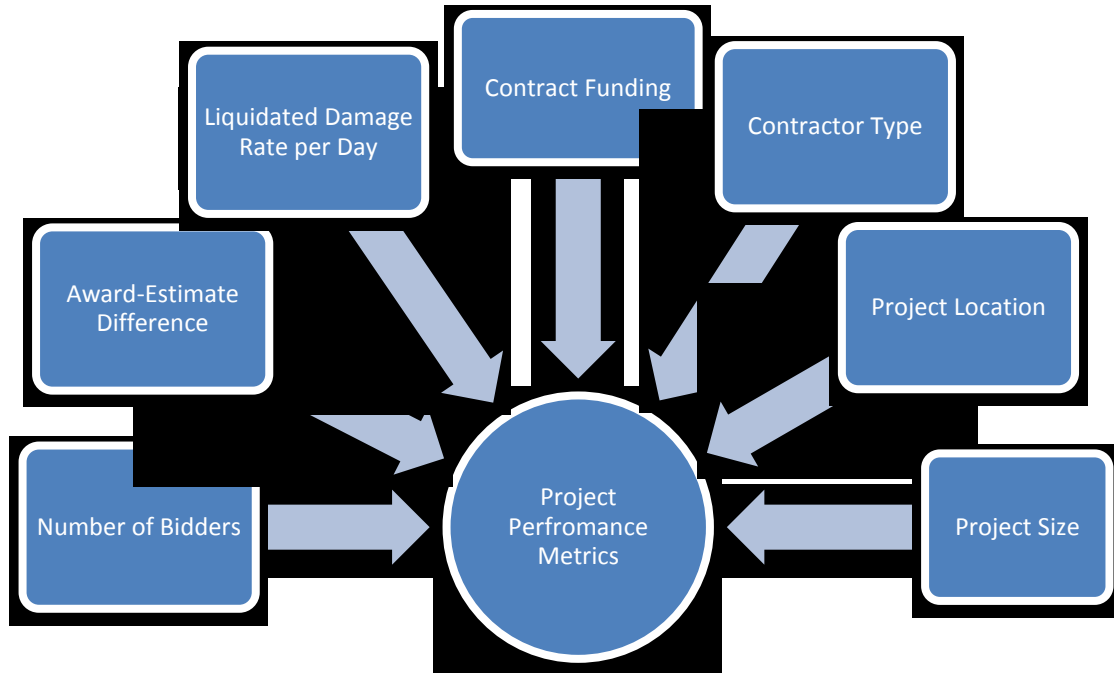 Contract Funding
Liquidated Damage
Rate per Day
Contractor Type
Award-Estimate
Difference
Project Location
Number of Bidders
Project
Perfromance
Metrics
Project Size